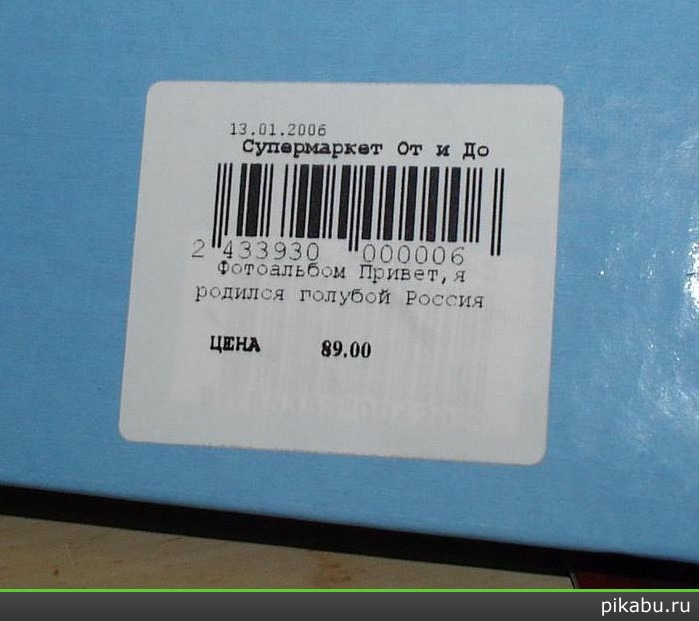 13.01.2006
Супермаркет От и До
2 433930 000006
Фотоальбом Привет,я
родился голубой Россия
ЦЕНА 89.00
pikabu.ru